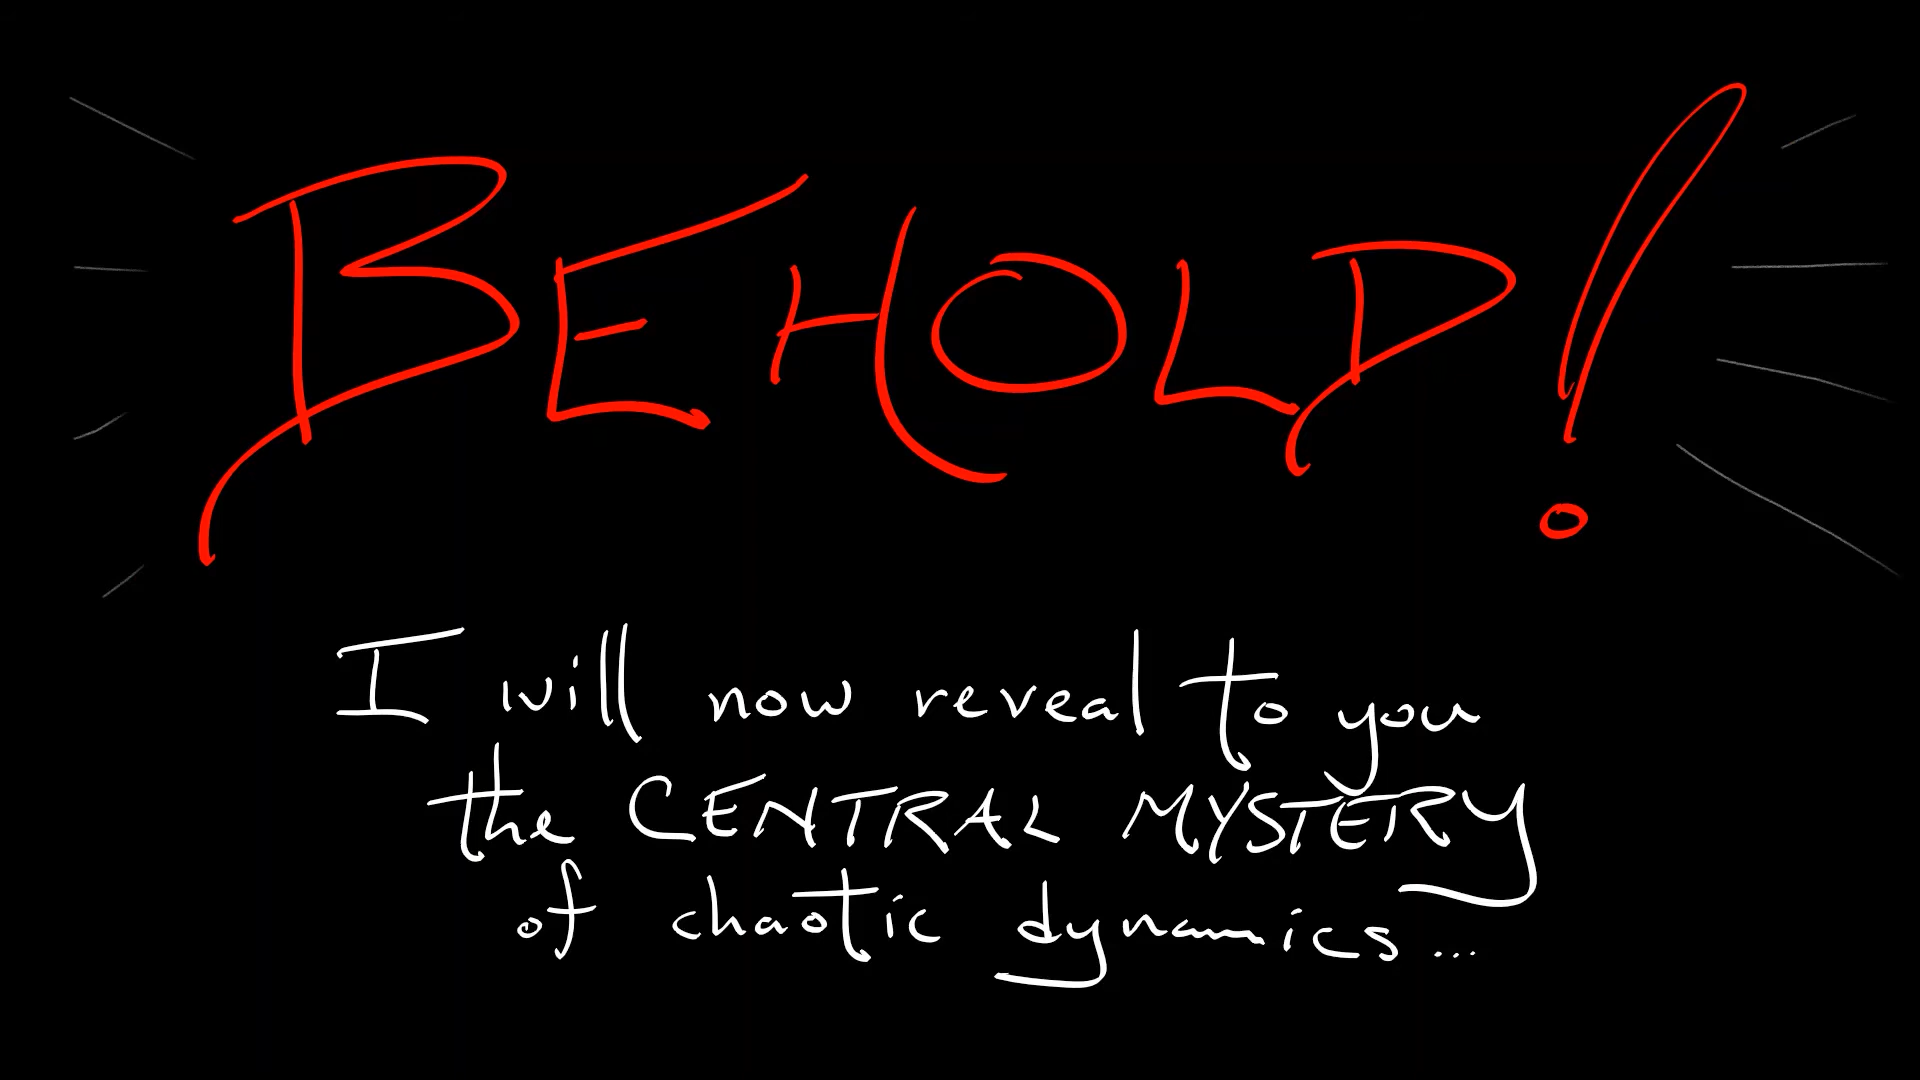 BEHOLD!
I will now reveal to you
the CENTRAL MYSTERY
of chaotic dynamics...